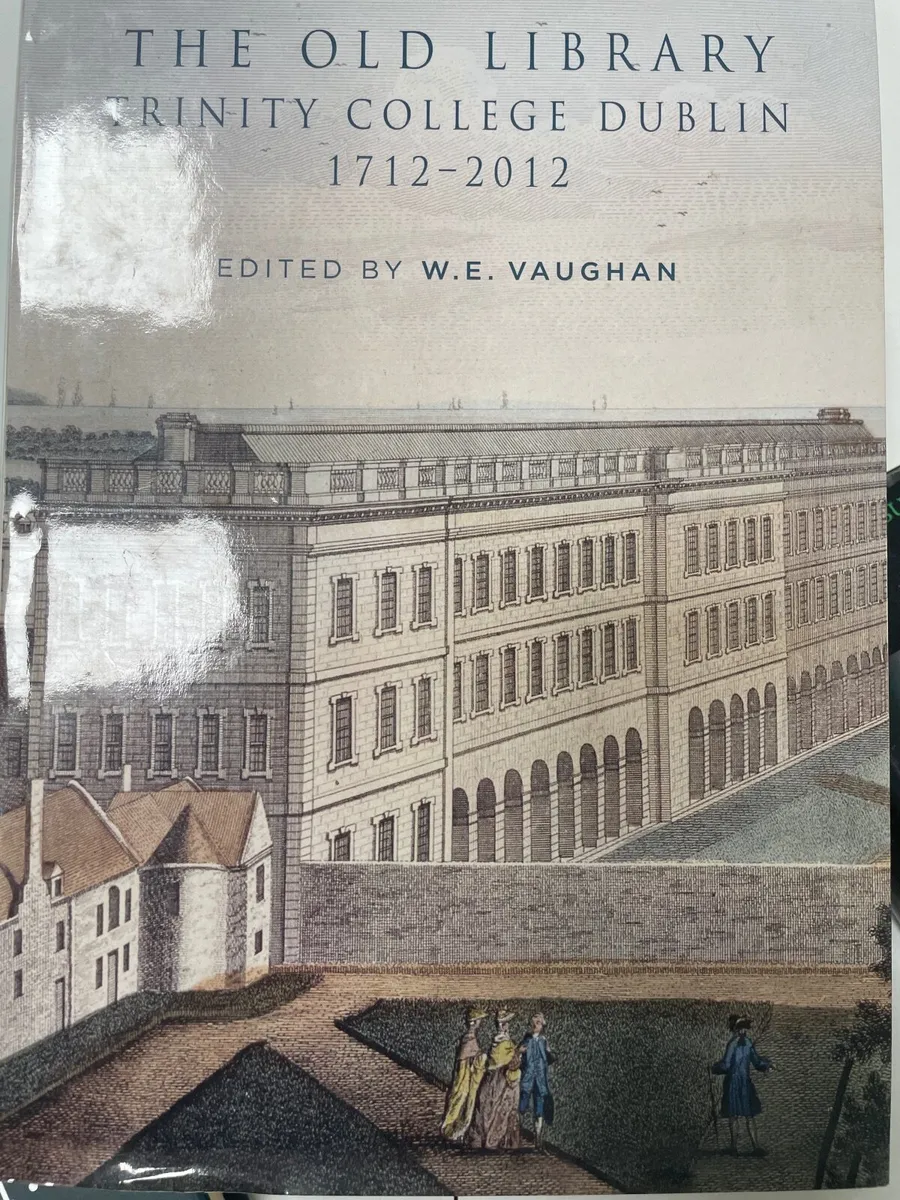 THE OLD LIBRARY
TRINITY COLLEGE DUBLIN
1712–2012
EDITED BY W.E. VAUGHAN